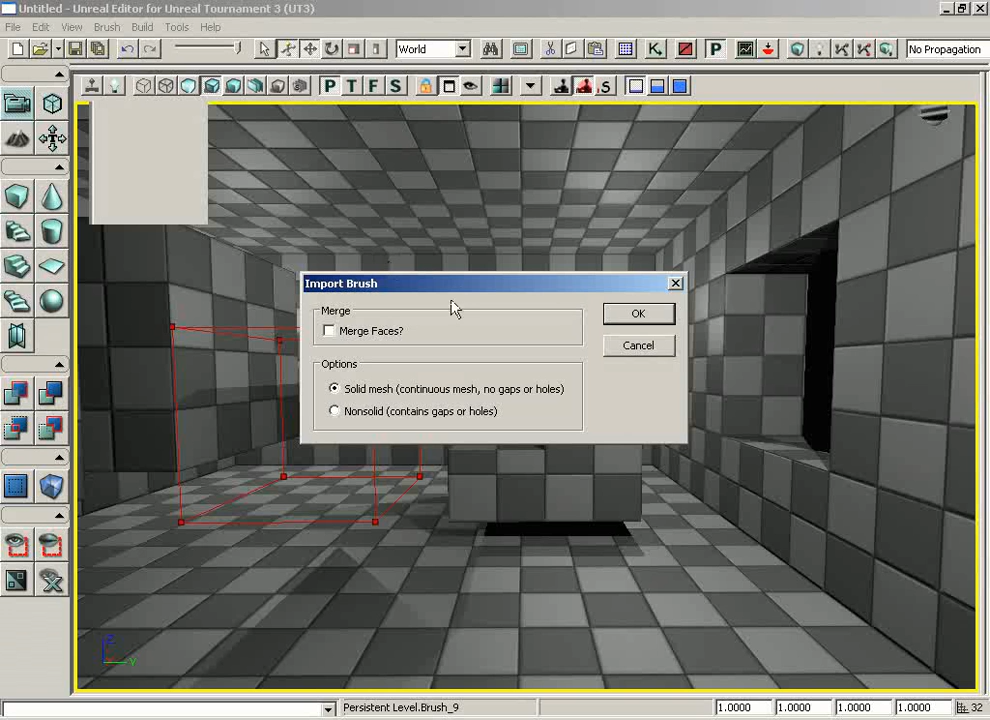 Untitled - Unreal Editor for Unreal Tournament 3 (UT3)
File Edit View Brush Build Tools Help
World P No Propagation
P T F S S
Import Brush
Merge OK
Merge Faces? Cancel
Options
Solid mesh (continuous mesh, no gaps or holes)
Nonsolid (contains gaps or holes)
Z
Y
Persistent Level.Brush_9 1.0000 1.0000 1.0000 1.0000 32